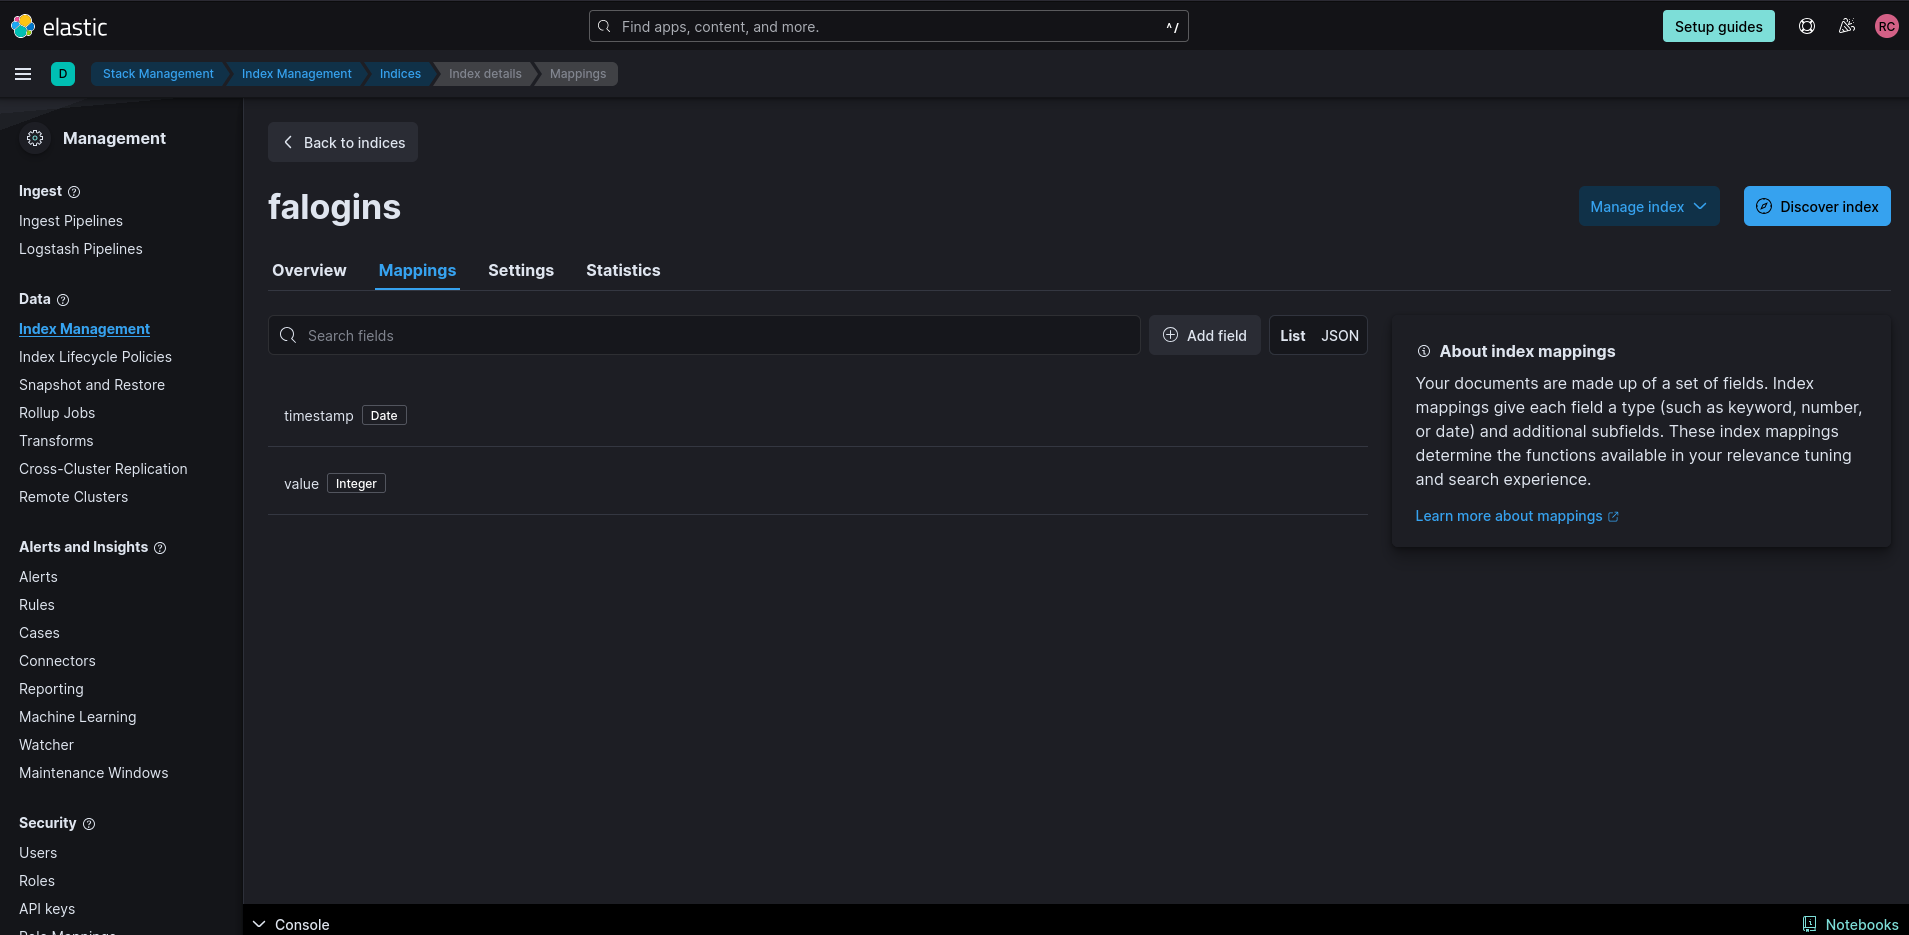 elastic
Find apps, content, and more.
^/
Setup guides
RC
D
Stack Management
Index Management
Indices
Index details
Mappings
Management
Ingest
Ingest Pipelines
Logstash Pipelines
Data
Index Management
Index Lifecycle Policies
Snapshot and Restore
Rollup Jobs
Transforms
Cross-Cluster Replication
Remote Clusters
Alerts and Insights
Alerts
Rules
Cases
Connectors
Reporting
Machine Learning
Watcher
Maintenance Windows
Security
Users
Roles
API keys
Role Mappings
Back to indices
falogins
Manage index
Discover index
Overview
Mappings
Settings
Statistics
Search fields
Add field
List
JSON
timestamp Date
value Integer
About index mappings
Your documents are made up of a set of fields. Index
mappings give each field a type (such as keyword, number,
or date) and additional subfields. These index mappings
determine the functions available in your relevance tuning
and search experience.
Learn more about mappings
Console
Notebooks